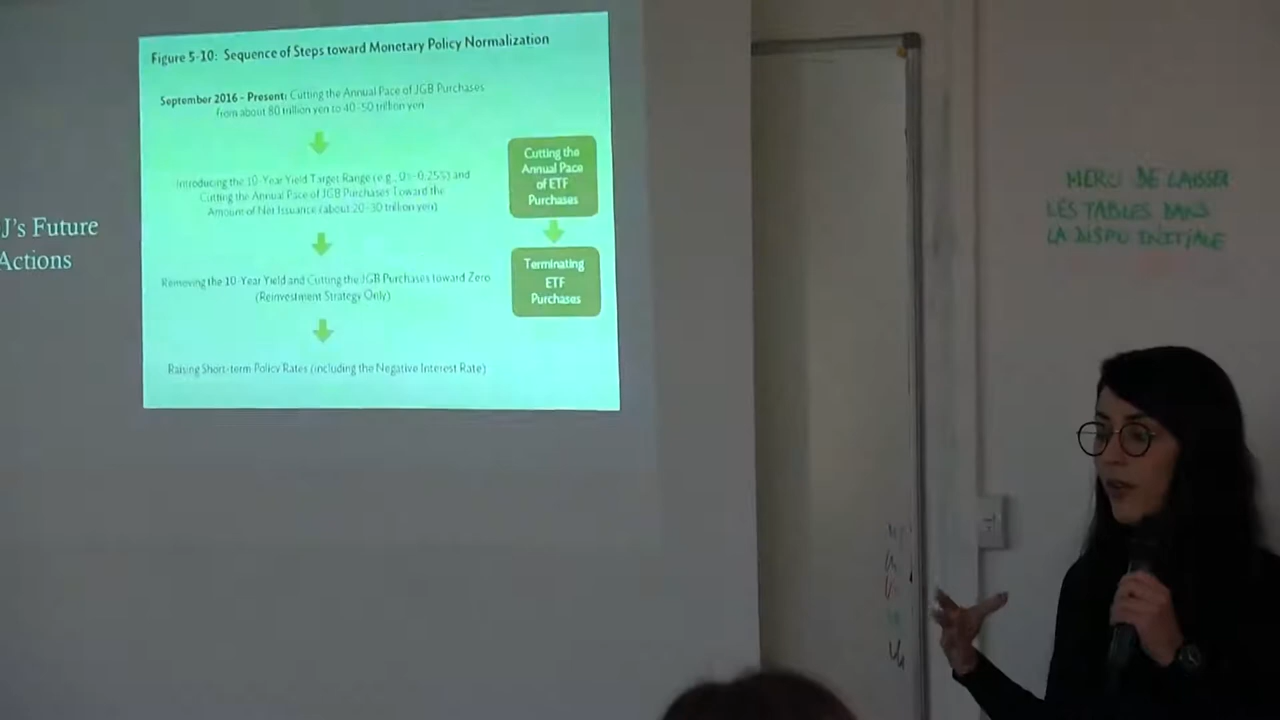 J's Future
Actions
Figure 5-10: Sequence of Steps toward Monetary Policy Normalization
September 2016 - Present: Cutting the Annual Pace of JGB Purchases
from about 80 trillion yen to 40-50 trillion yen
Introducing the 10-Year Yield Target Range (e.g., 0%-0.25%) and
Cutting the Annual Pace of JGB Purchases Toward the
Amount of Net Issuance (about 20-30 trillion yen)
Removing the 10-Year Yield and Cutting the JGB Purchases toward Zero
(Reinvestment Strategy Only)
Raising Short-term Policy Rates (including the Negative Interest Rate)
Cutting the
Annual Pace
of ETF
Purchases
Terminating
ETF
Purchases
MERCI DE LAISSER
LES TABLES DANS
LA DISPO INITIALE